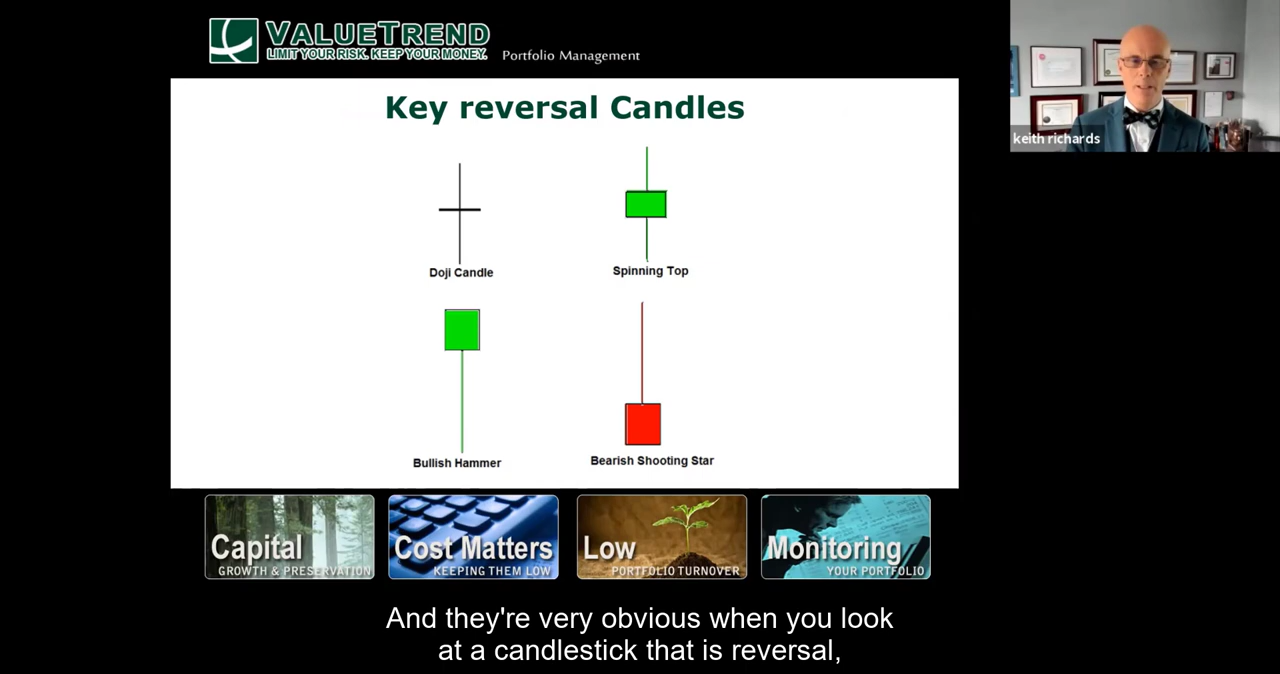 VALUETREND
LIMIT YOUR RISK. KEEP YOUR MONEY.
Portfolio Management
keith richards
Key reversal Candles
Doji Candle
Spinning Top
Bullish Hammer
Bearish Shooting Star
Capital
GROWTH & PRESERVATION
Cost Matters
KEEPING THEM LOW
Low
PORTFOLIO TURNOVER
Monitoring
YOUR PORTFOLIO
And they're very obvious when you look
at a candlestick that is reversal,